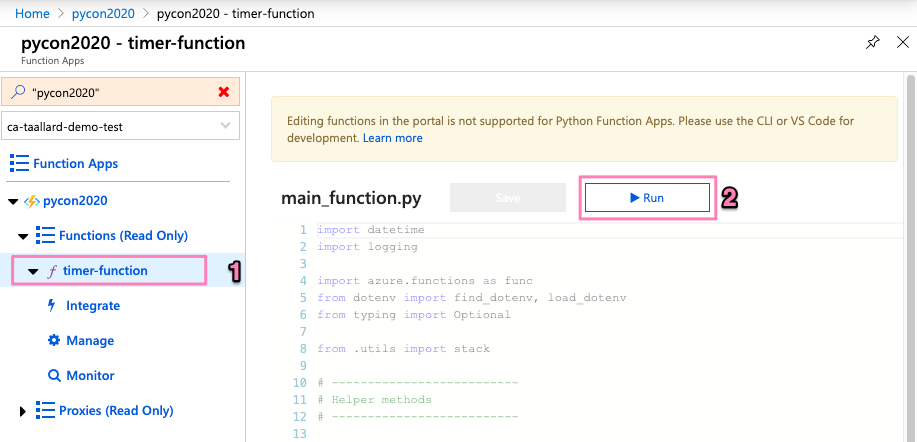 Home > pycon2020 > pycon2020 - timer-function
pycon2020 - timer-function
Function Apps
"pycon2020"
ca-taallard-demo-test
Function Apps
pycon2020
Functions (Read Only)
f timer-function
1
Integrate
Manage
Monitor
Proxies (Read Only)
Editing functions in the portal is not supported for Python Function Apps. Please use the CLI or VS Code for
development. Learn more
main_function.py
Save
Run
2
1 import datetime
2 import logging
3
4 import azure.functions as func
5 from dotenv import find_dotenv, load_dotenv
6 from typing import Optional
7
8 from .utils import stack
9
10 # --------------------------
11 # Helper methods
12 # --------------------------
13